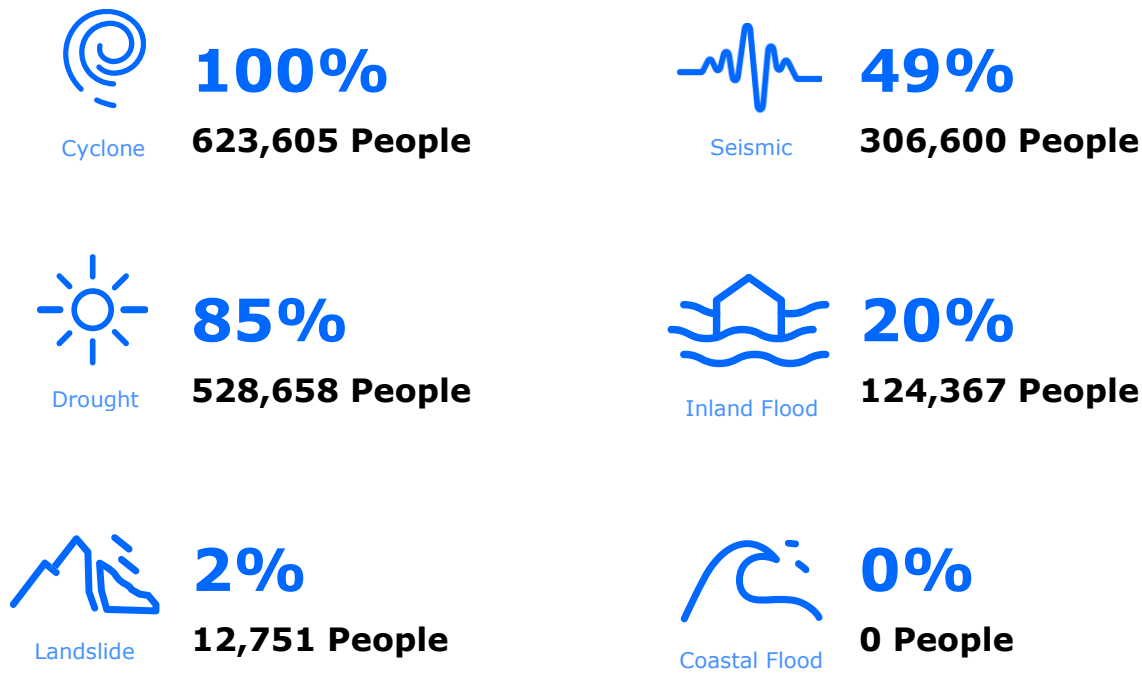 100%
623,605 People
Cyclone
49%
306,600 People
Seismic
85%
528,658 People
Drought
20%
124,367 People
Inland Flood
2%
12,751 People
Landslide
0%
0 People
Coastal Flood